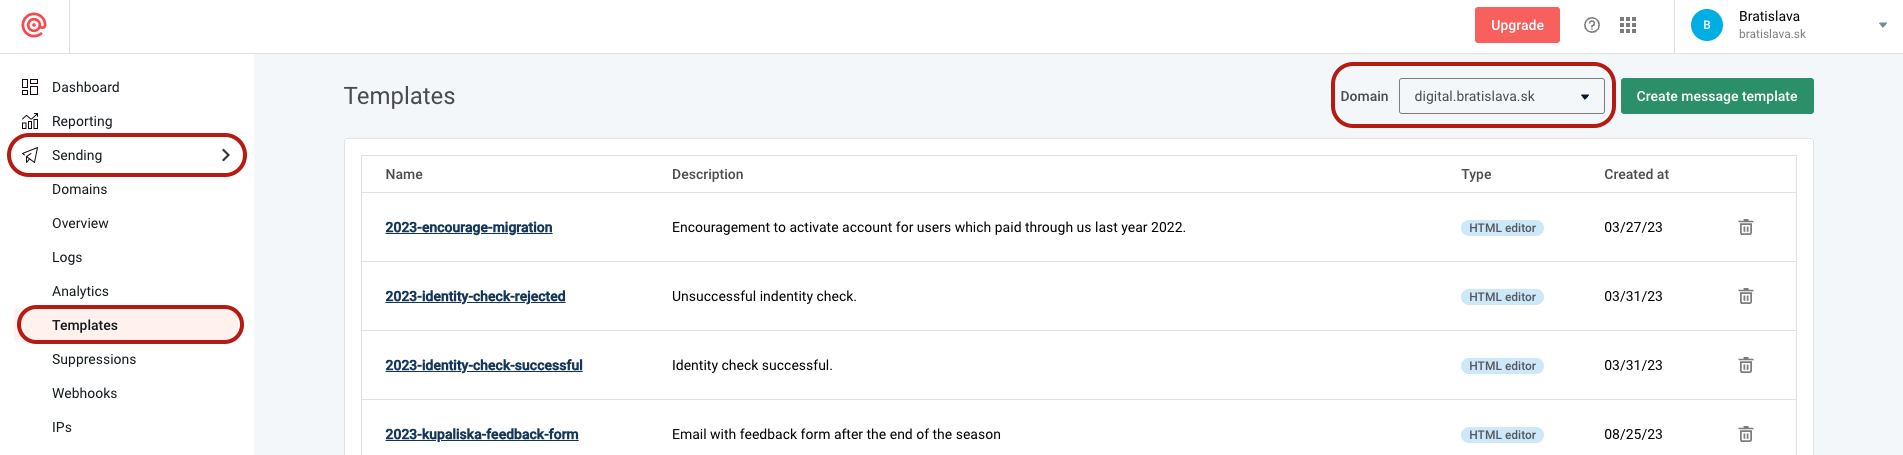 Upgrade
B
Bratislava
bratislava.sk
Dashboard
Reporting
Sending
Domains
Overview
Logs
Analytics
Templates
Suppressions
Webhooks
IPs
Templates
Domain digital.bratislava.sk Create message template
Name Description Type Created at
2023-encourage-migration Encouragement to activate account for users which paid through us last year 2022. HTML editor 03/27/23
2023-identity-check-rejected Unsuccessful indentity check. HTML editor 03/31/23
2023-identity-check-successful Identity check successful. HTML editor 03/31/23
2023-kupaliska-feedback-form Email with feedback form after the end of the season HTML editor 08/25/23